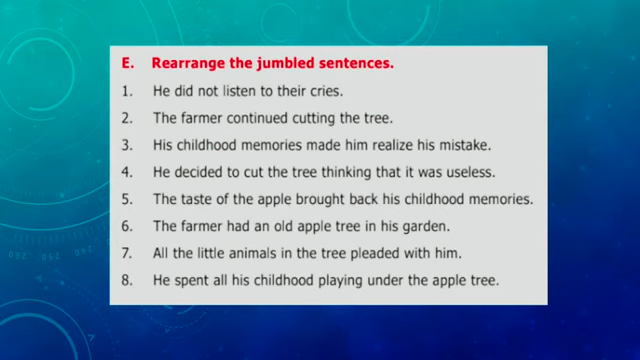 E. Rearrange the jumbled sentences.
1. He did not listen to their cries.
2. The farmer continued cutting the tree.
3. His childhood memories made him realize his mistake.
4. He decided to cut the tree thinking that it was useless.
5. The taste of the apple brought back his childhood memories.
6. The farmer had an old apple tree in his garden.
7. All the little animals in the tree pleaded with him.
8. He spent all his childhood playing under the apple tree.